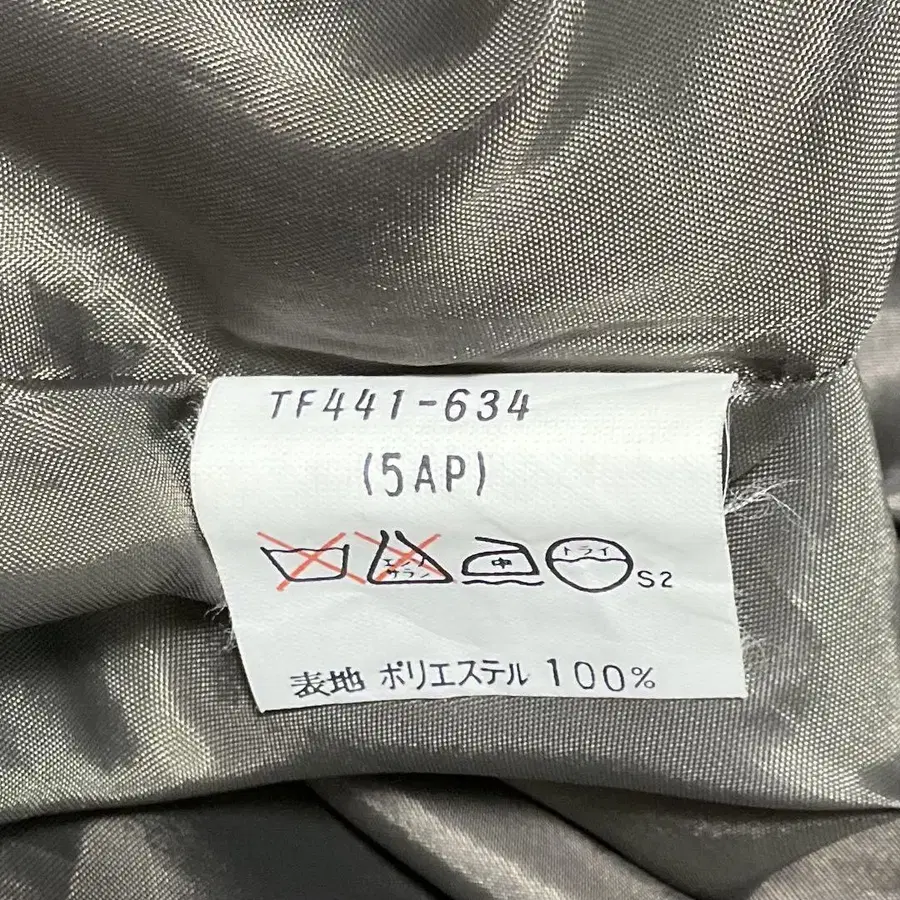 TF441-634
(5AP)
エンソ
サラシ
中
ドライ
S2
表地 ポリエステル 100%